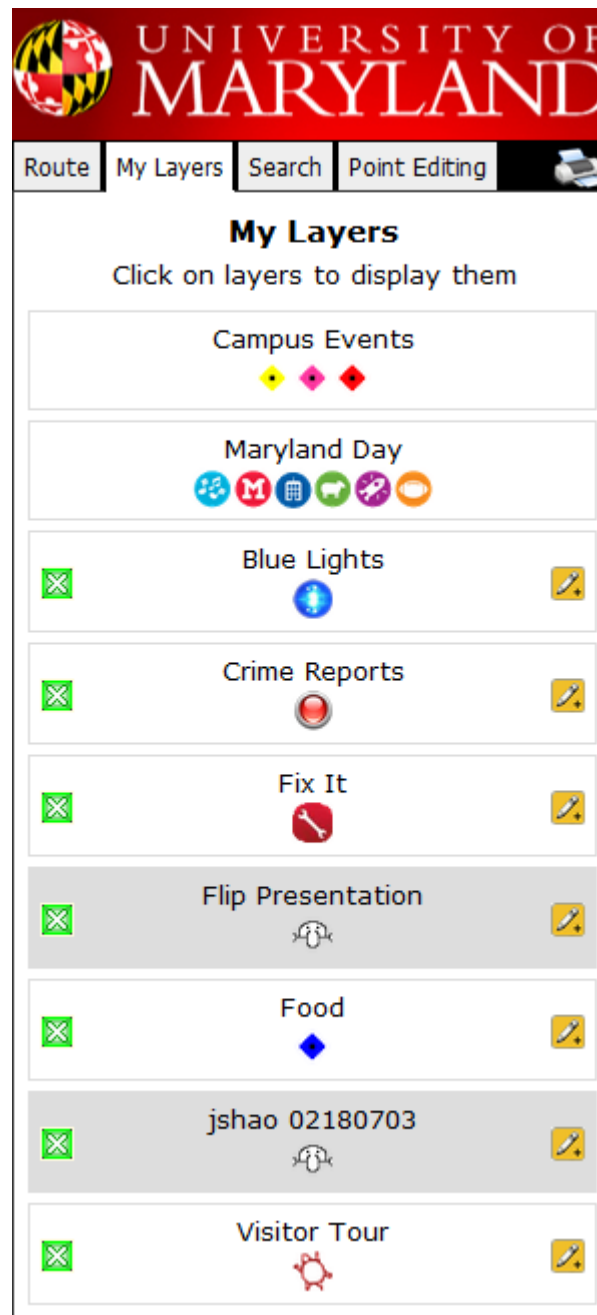 UNIVERSITY OF
MARYLAND
Route My Layers Search Point Editing
My Layers
Click on layers to display them
Campus Events
Maryland Day
M
Blue Lights
Crime Reports
Fix It
Flip Presentation
Food
jshao 02180703
Visitor Tour